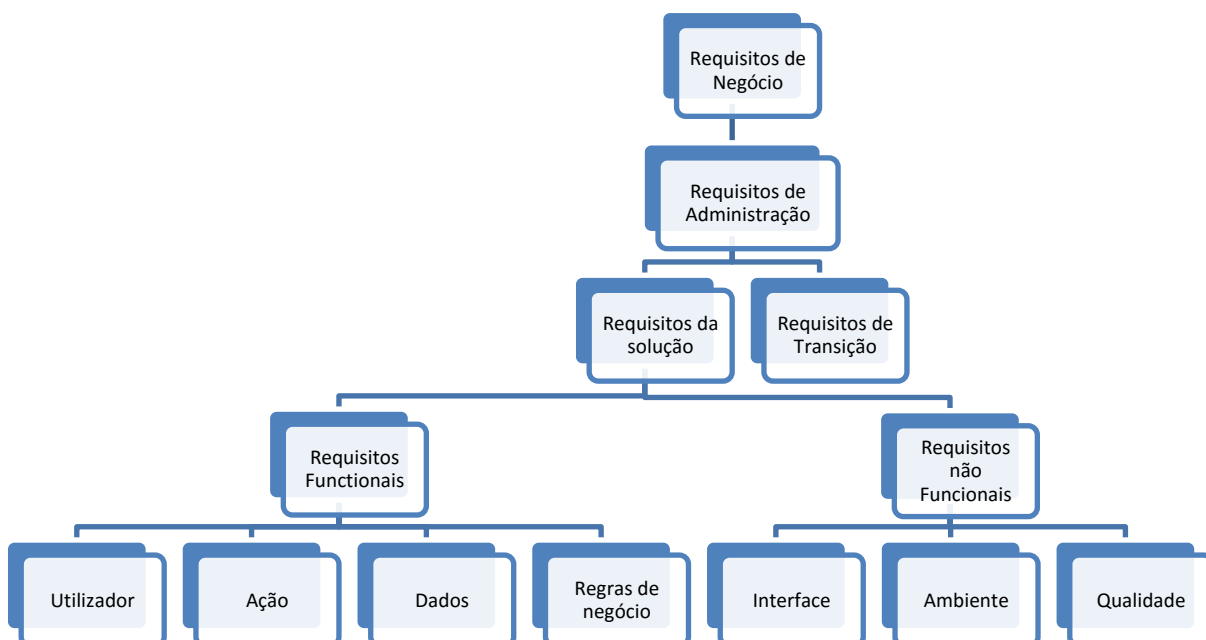 Requisitos de
Negócio
Requisitos de
Administração
Requisitos da
solução
Requisitos de
Transição
Requisitos
Functionais
Requisitos
não
Funcionais
Utilizador
Ação
Dados
Regras de
negócio
Interface
Ambiente
Qualidade